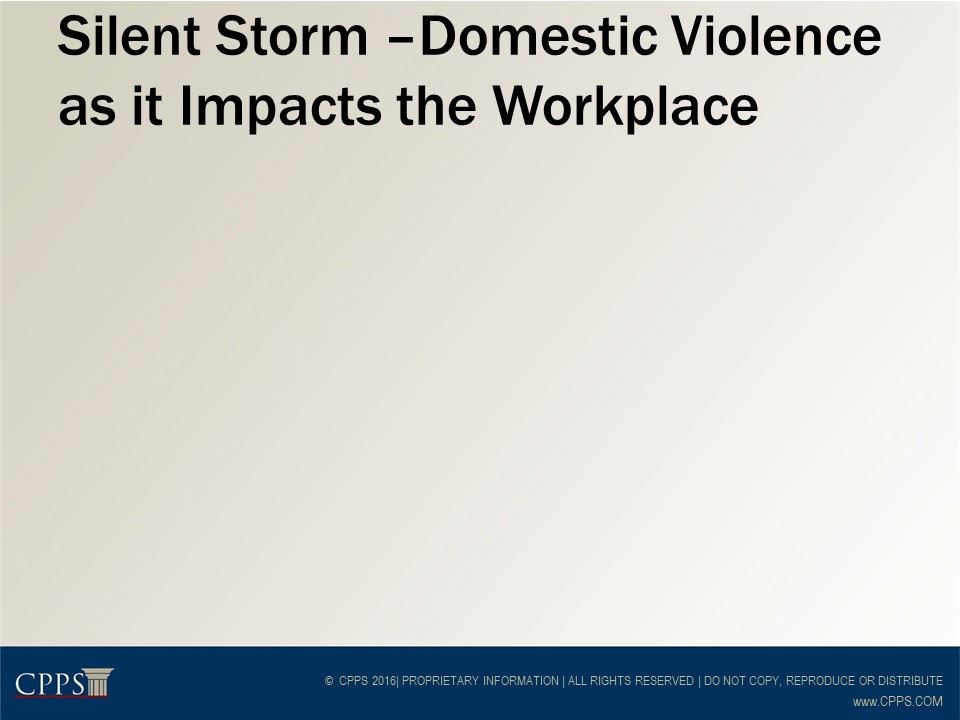 Silent Storm –Domestic Violence
as it Impacts the Workplace
CPPS
© CPPS 2016| PROPRIETARY INFORMATION | ALL RIGHTS RESERVED | DO NOT COPY, REPRODUCE OR DISTRIBUTE
www.CPPS.COM